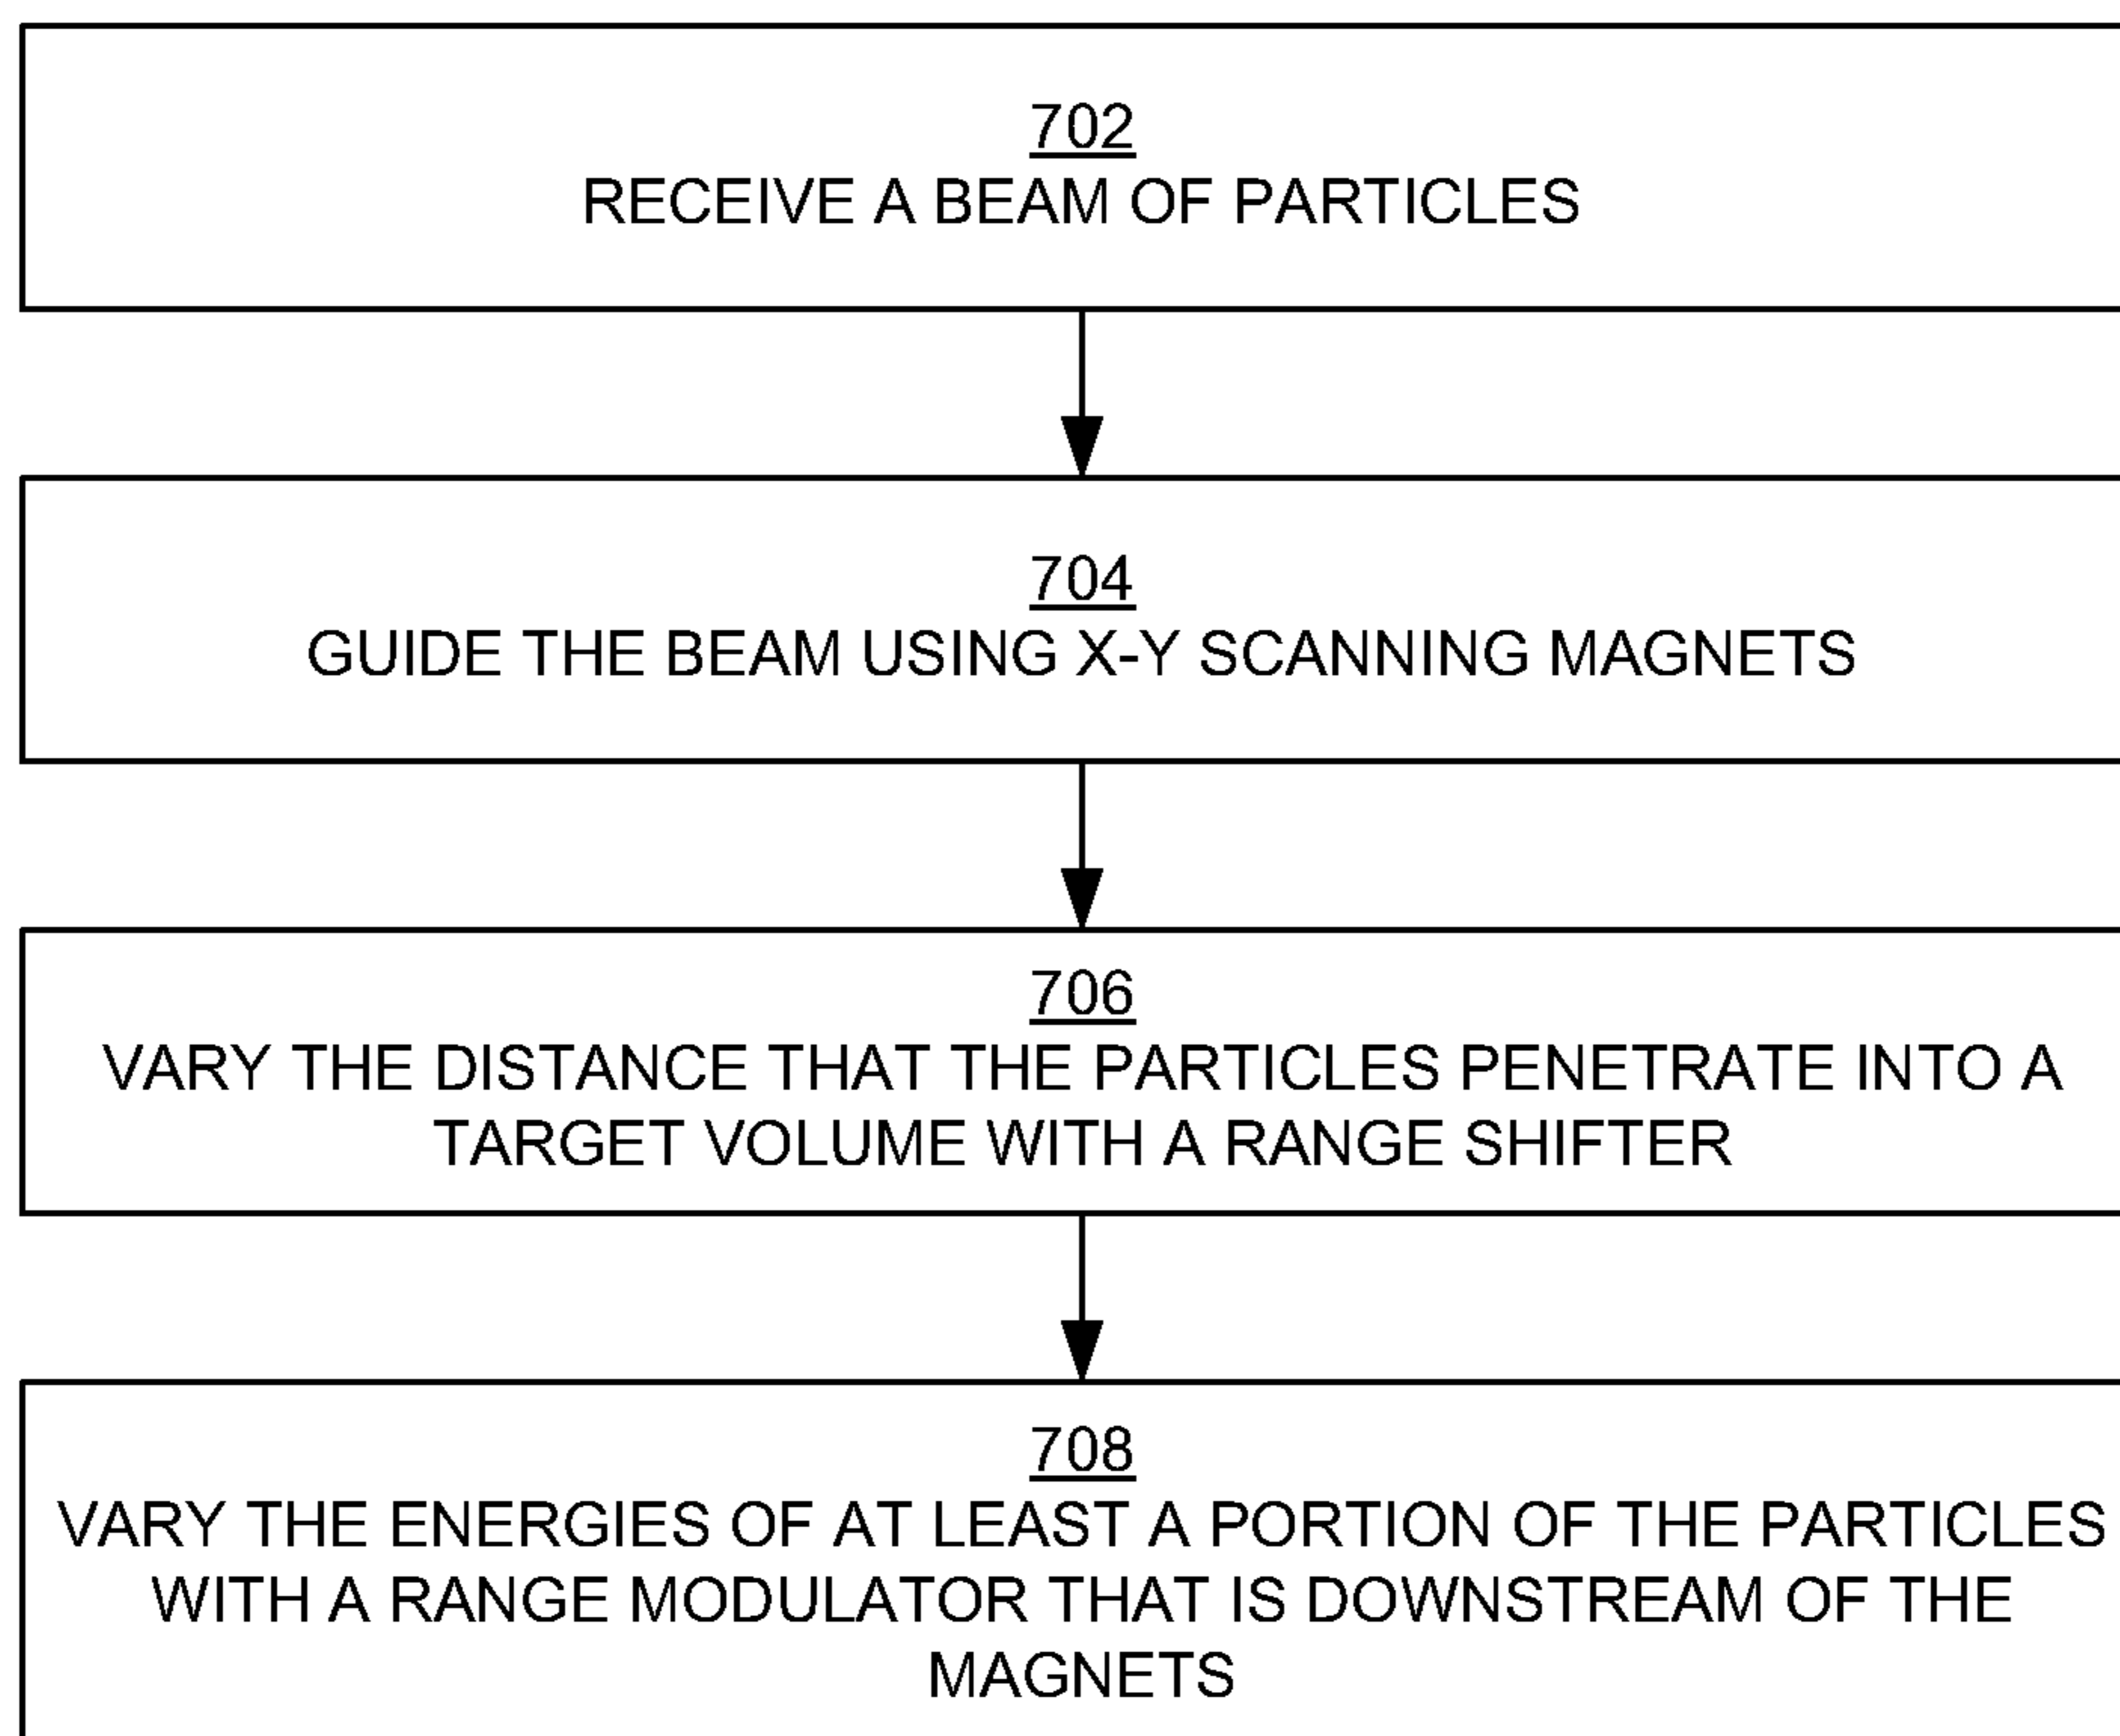 702
RECEIVE A BEAM OF PARTICLES
704
GUIDE THE BEAM USING X-Y SCANNING MAGNETS
706
VARY THE DISTANCE THAT THE PARTICLES PENETRATE INTO A
TARGET VOLUME WITH A RANGE SHIFTER
708
VARY THE ENERGIES OF AT LEAST A PORTION OF THE PARTICLES
WITH A RANGE MODULATOR THAT IS DOWNSTREAM OF THE
MAGNETS